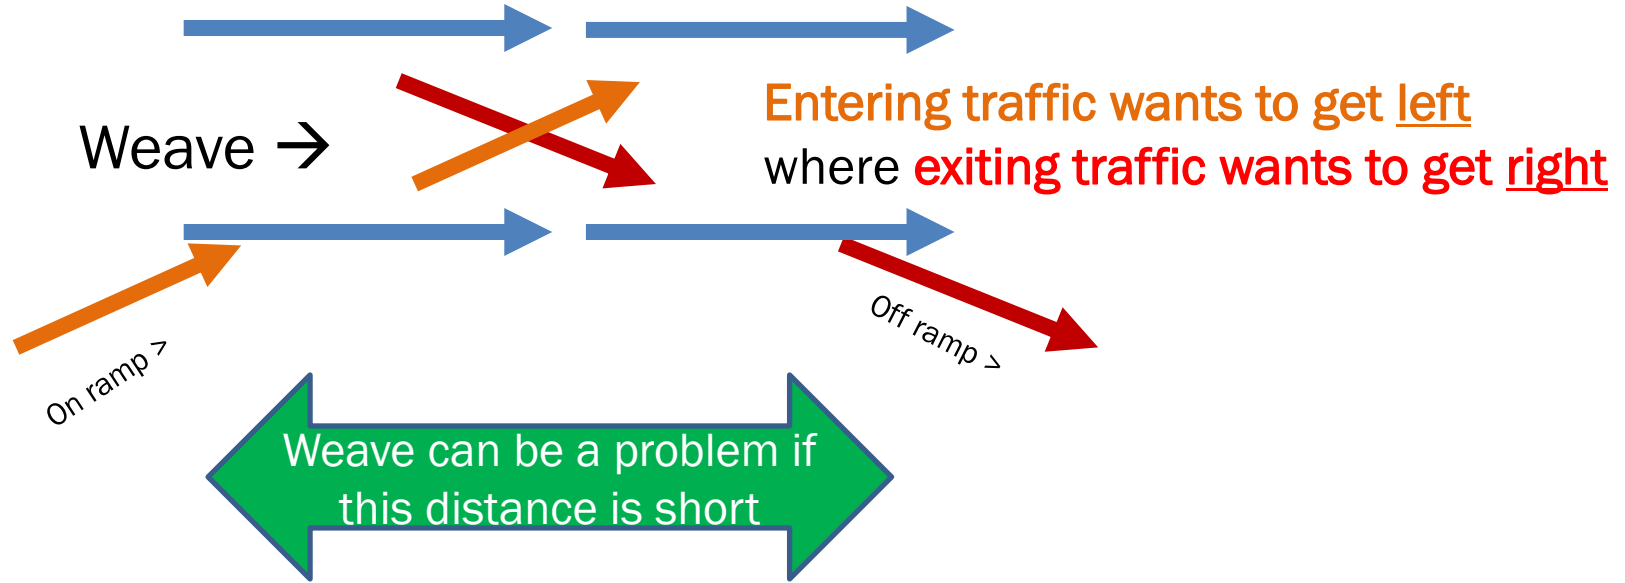 Weave →
Entering traffic wants to get left
where exiting traffic wants to get right
On ramp >
Off ramp >
Weave can be a problem if
this distance is short